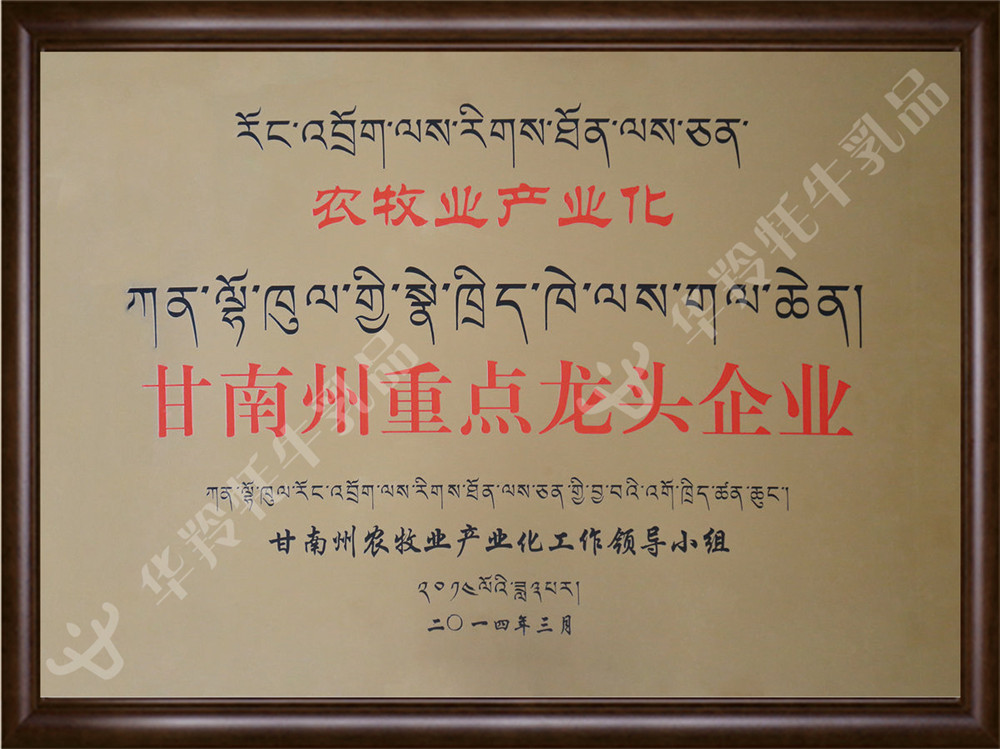 རོང་འབྲོག་ལས་རིགས་ཐོན་ལས་ཅན་
农牧业产业化
ཀན་ལྷོ་ཁུལ་གྱི་སྣེ་ཁྲིད་ཁེ་ལས་གལ་ཆེན།
甘南州重点龙头企业
ཀན་ལྷོ་ཁུལ་རོང་འབྲོག་ལས་རིགས་ཐོན་ལས་ཅན་གྱི་བྱ་བའི་འགོ་ཁྲིད་ཚན་ཆུང་།
甘南州农牧业产业化工作领导小组
༢༠༡༤ལོའི་ཟླ༣པར།
二〇一四年三月
华羚牦牛乳品
华羚牦牛乳品